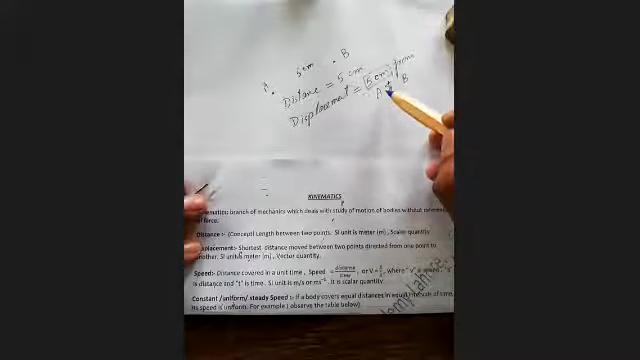 5 cm
A. . B
Distane = 5 cm
Displacement = 5 cm, from
A to B
KINEMATICS
Kinematics: branch of mechanics which deals with study of motion of bodies without
of force.
Distance :- (Concept) Length between two points. SI unit is meter (m), Scalar quantity
Displacement:- Shortest distance moved between two points directed from one point to
another. SI unit is meter (m), Vector quantity.
Speed:- Distance covered in a unit time, Speed = distance/time, or v = s/t, where "v" is speed, "s"
is distance and "t" is time. SI unit is m/s or ms⁻¹. It is scalar quantity.
Constant /uniform/ steady Speed :- if a body covers equal distances in equal intervals of time,
its speed is uniform. For example ( observe the table below)